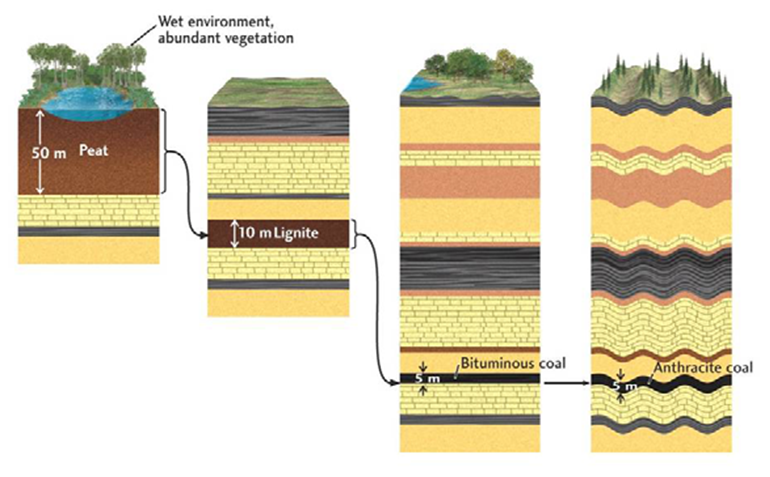 Wet environment,
abundant vegetation
50 m Peat
10 m Lignite
Bituminous coal
5 m
Anthracite coal
5 m